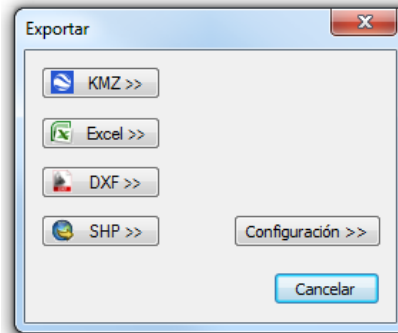 Exportar
KMZ >>
Excel >>
DXF >>
SHP >>
Configuración >>
Cancelar